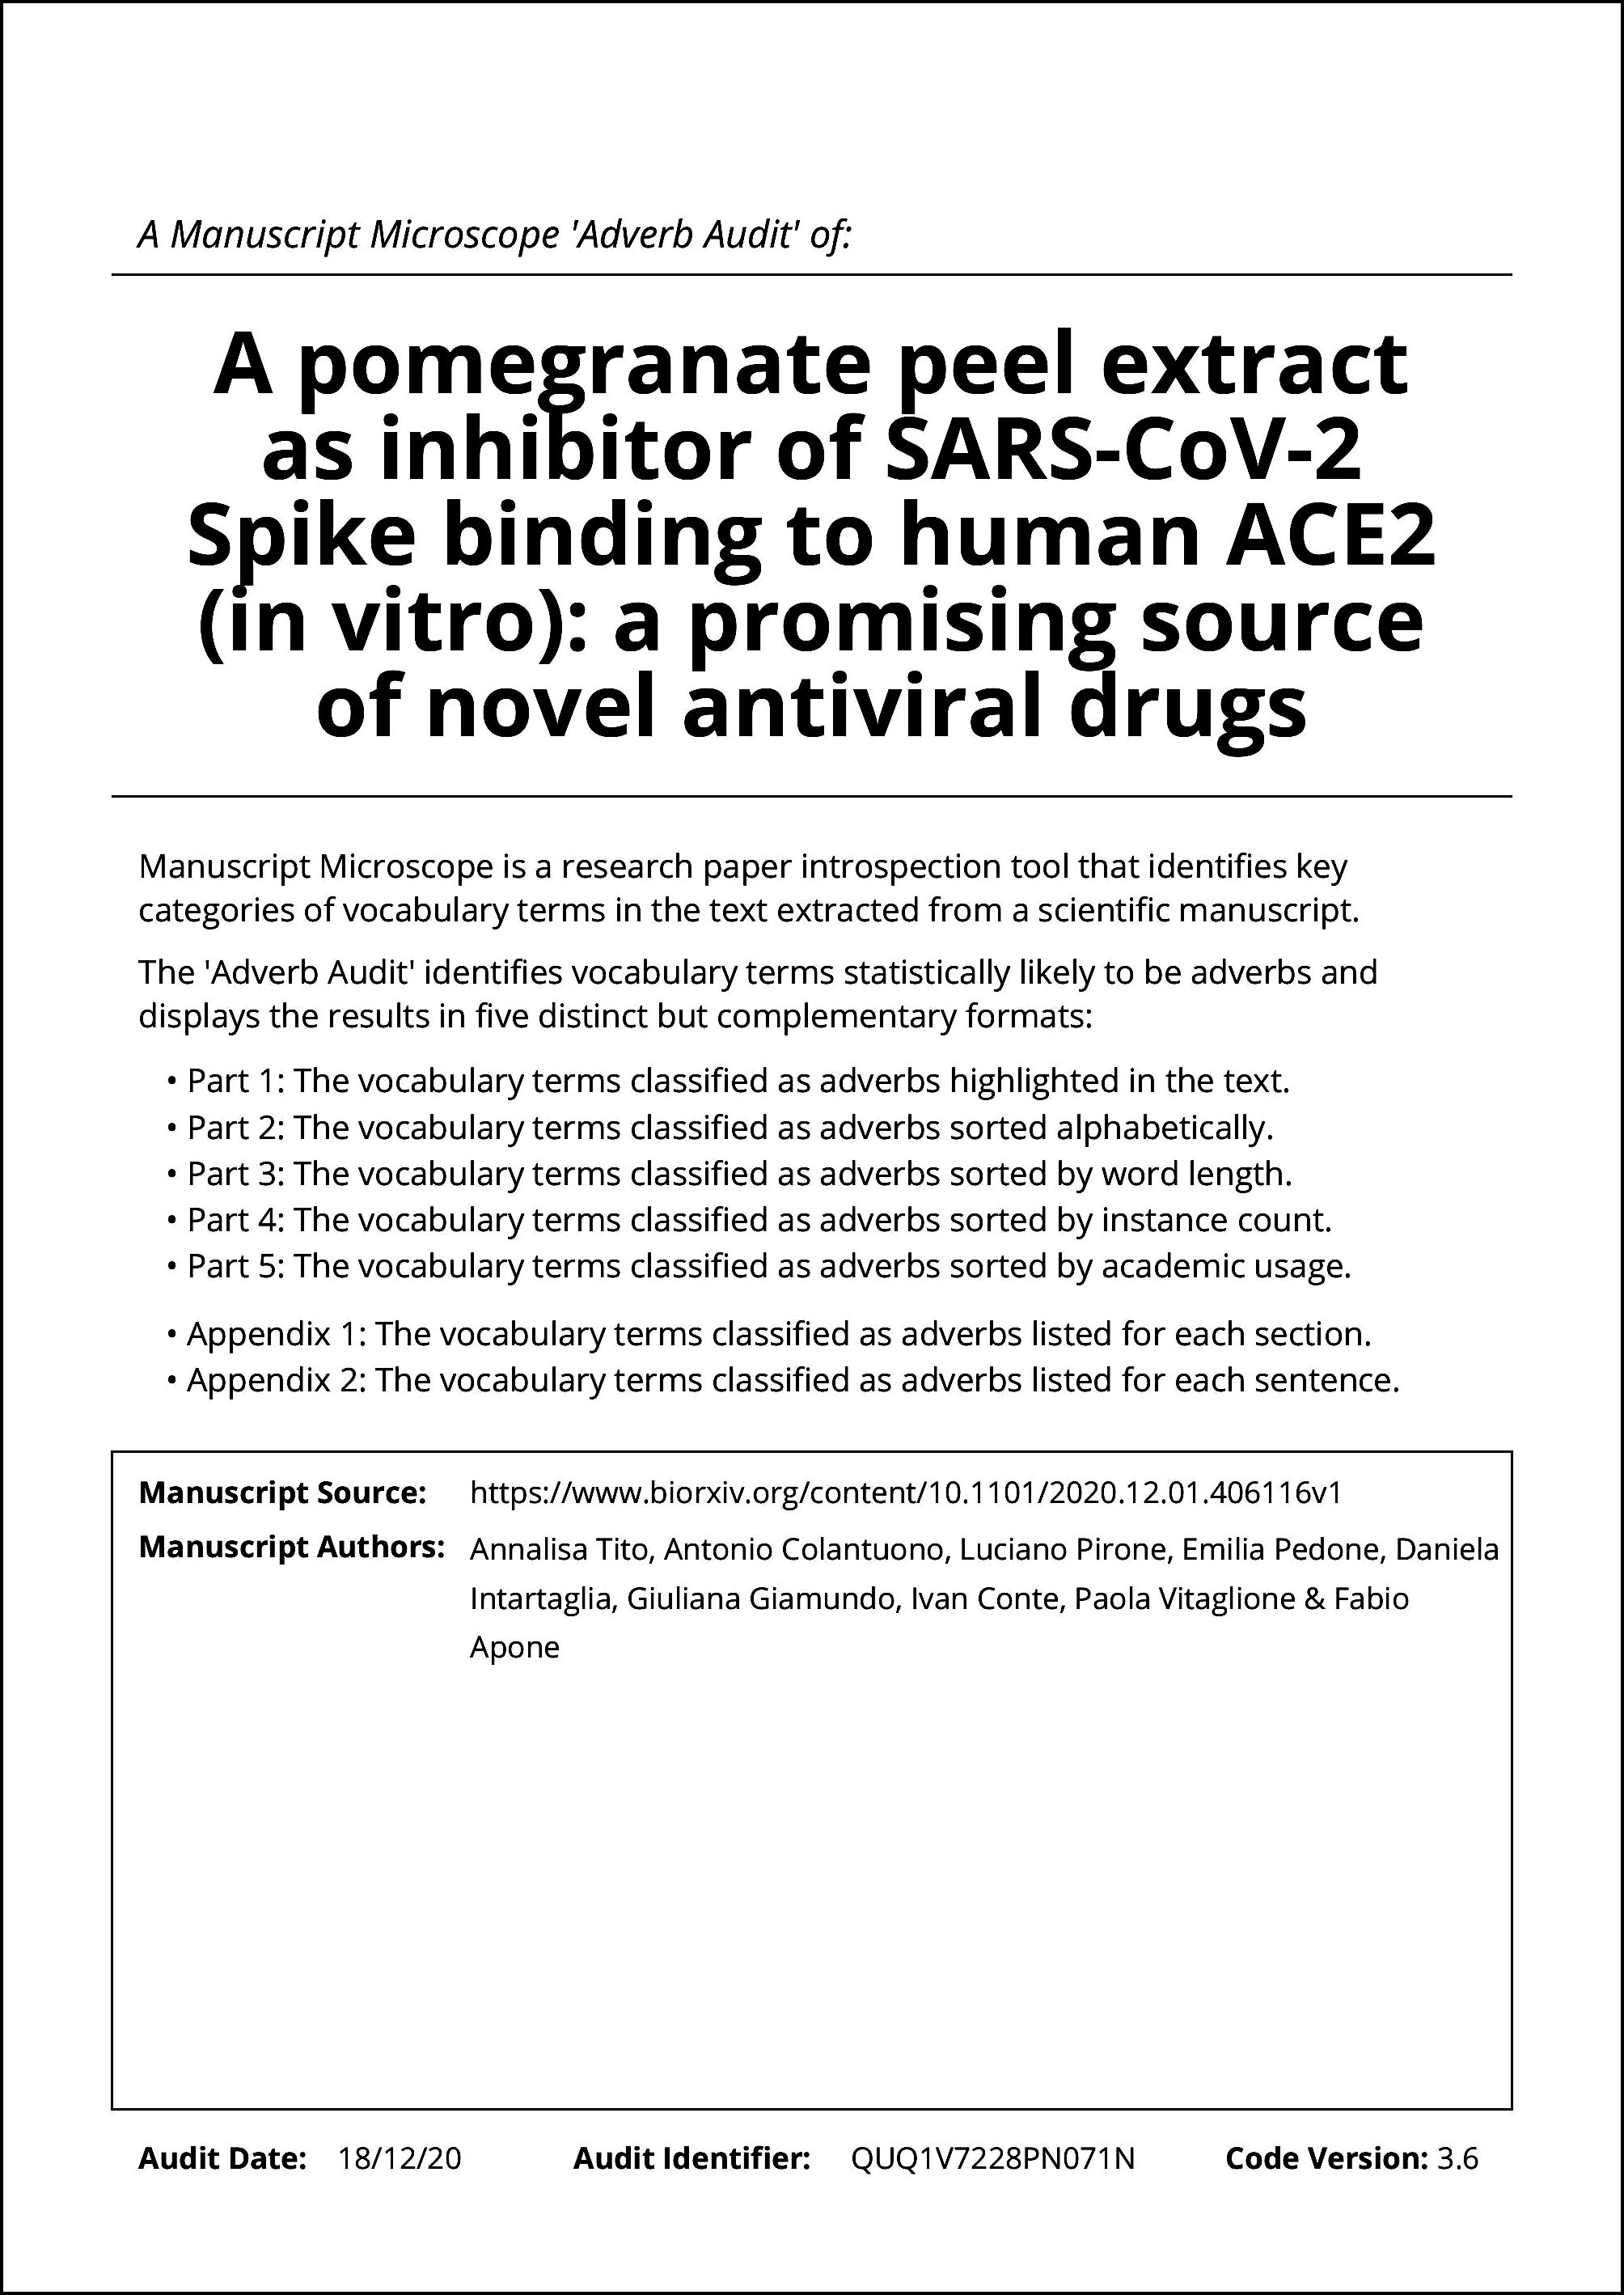 A Manuscript Microscope 'Adverb Audit' of:
A pomegranate peel extract
as inhibitor of SARS-CoV-2
Spike binding to human ACE2
(in vitro): a promising source
of novel antiviral drugs
Manuscript Microscope is a research paper introspection tool that identifies key
categories of vocabulary terms in the text extracted from a scientific manuscript.
The 'Adverb Audit' identifies vocabulary terms statistically likely to be adverbs and
displays the results in five distinct but complementary formats:
• Part 1: The vocabulary terms classified as adverbs highlighted in the text.
• Part 2: The vocabulary terms classified as adverbs sorted alphabetically.
• Part 3: The vocabulary terms classified as adverbs sorted by word length.
• Part 4: The vocabulary terms classified as adverbs sorted by instance count.
• Part 5: The vocabulary terms classified as adverbs sorted by academic usage.
• Appendix 1: The vocabulary terms classified as adverbs listed for each section.
• Appendix 2: The vocabulary terms classified as adverbs listed for each sentence.
Manuscript Source: https://www.biorxiv.org/content/10.1101/2020.12.01.406116v1
Manuscript Authors: Annalisa Tito, Antonio Colantuono, Luciano Pirone, Emilia Pedone, Daniela
Intartaglia, Giuliana Giamundo, Ivan Conte, Paola Vitaglione & Fabio
Apone
Audit Date: 18/12/20 Audit Identifier: QUQ1V7228PN071N Code Version: 3.6